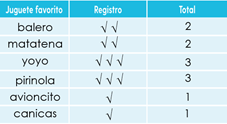 Juguete favorito Registro Total
balero √ √ 2
matatena √ √ 2
yoyo √ √ √ 3
pirinola √ √ √ 3
avioncito √ 1
canicas √ 1